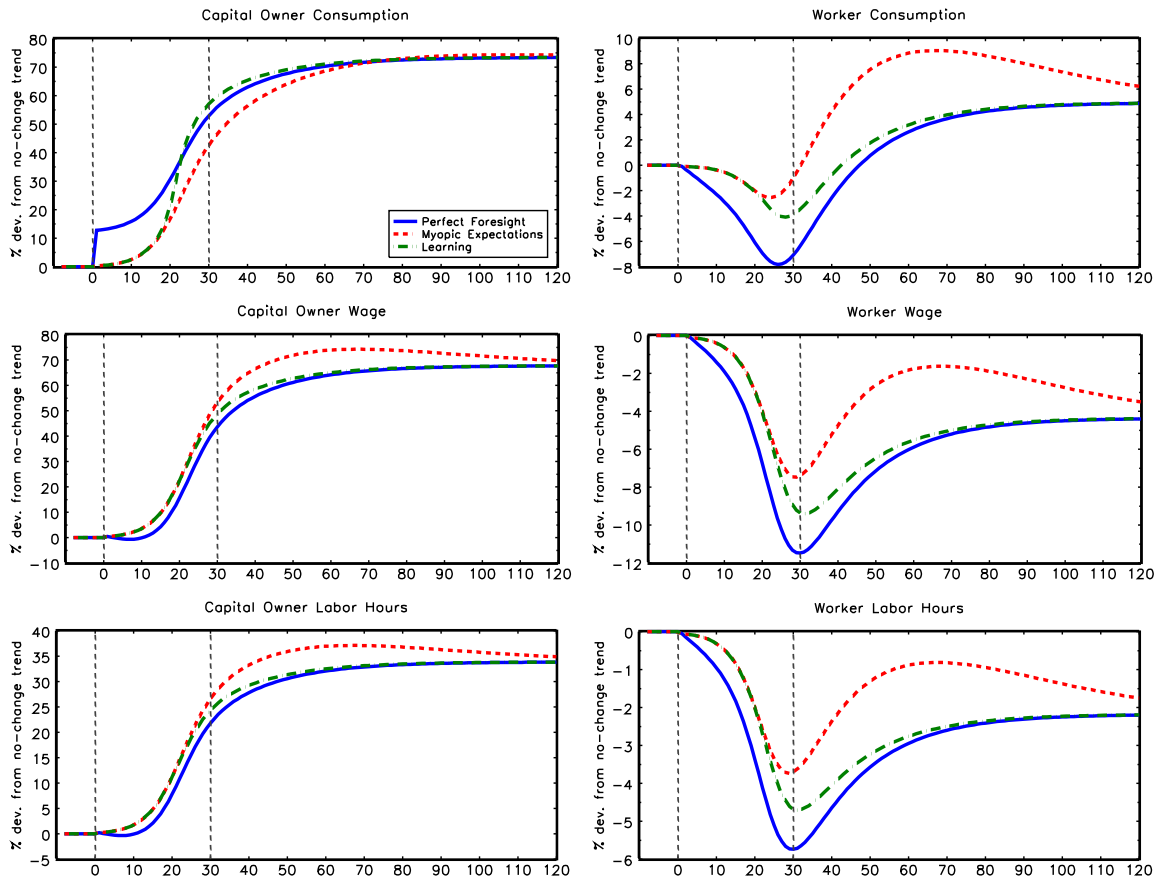 Capital Owner Consumption
% dev. from no-change trend
80
70
60
50
40
30
20
10
0
0 10 20 30 40 50 60 70 80 90 100 110 120
Perfect Foresight
Myopic Expectations
Learning
Worker Consumption
% dev. from no-change trend
10
8
6
4
2
0
-2
-4
-6
-8
0 10 20 30 40 50 60 70 80 90 100 110 120
Capital Owner Wage
% dev. from no-change trend
80
70
60
50
40
30
20
10
0
-10
0 10 20 30 40 50 60 70 80 90 100 110 120
Worker Wage
% dev. from no-change trend
0
-2
-4
-6
-8
-10
-12
0 10 20 30 40 50 60 70 80 90 100 110 120
Capital Owner Labor Hours
% dev. from no-change trend
40
35
30
25
20
15
10
5
0
-5
0 10 20 30 40 50 60 70 80 90 100 110 120
Worker Labor Hours
% dev. from no-change trend
0
-1
-2
-3
-4
-5
-6
0 10 20 30 40 50 60 70 80 90 100 110 120